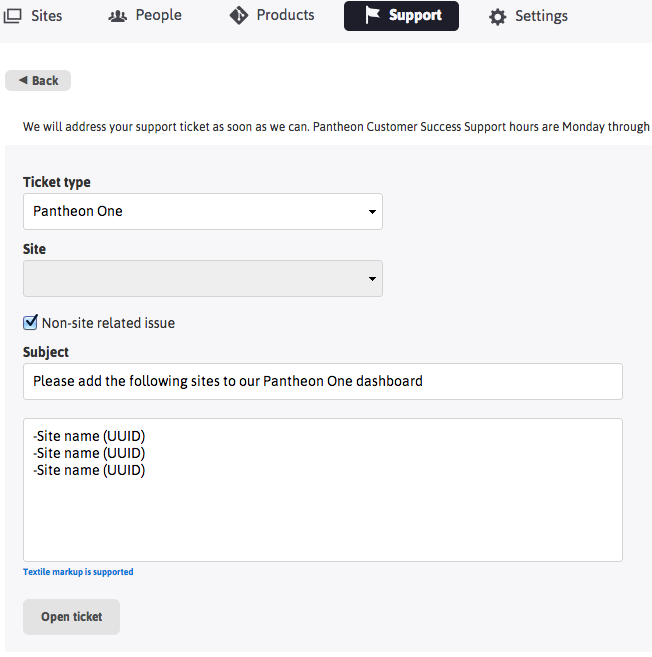 Sites People Products Support Settings
Back
We will address your support ticket as soon as we can. Pantheon Customer Success Support hours are Monday through
Ticket type
Pantheon One
Site
Non-site related issue
Subject
Please add the following sites to our Pantheon One dashboard
-Site name (UUID)
-Site name (UUID)
-Site name (UUID)
Textile markup is supported
Open ticket